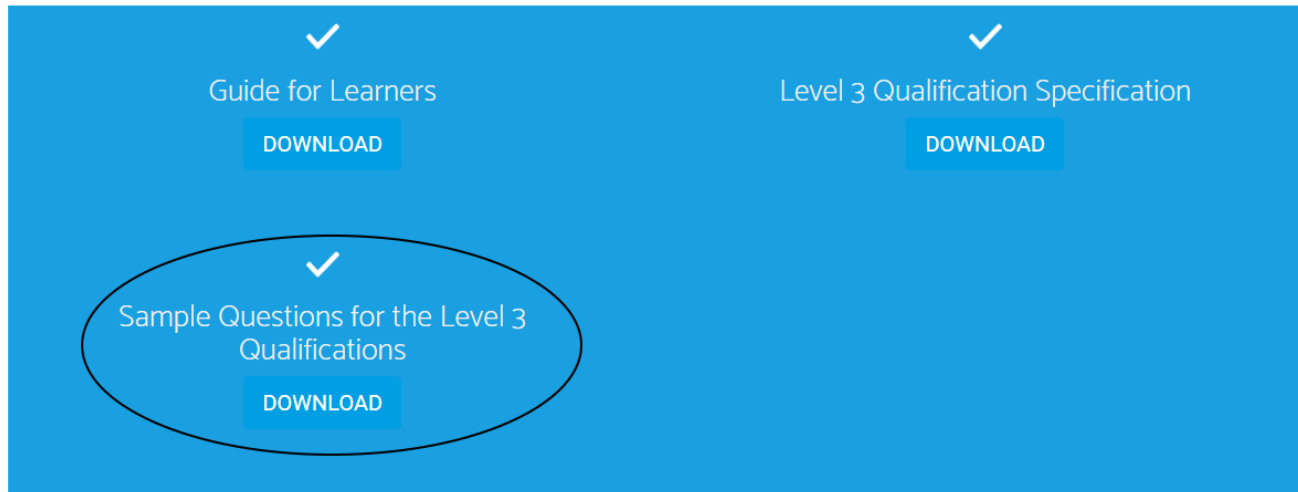 Guide for Learners
DOWNLOAD
Level 3 Qualification Specification
DOWNLOAD
Sample Questions for the Level 3
Qualifications
DOWNLOAD